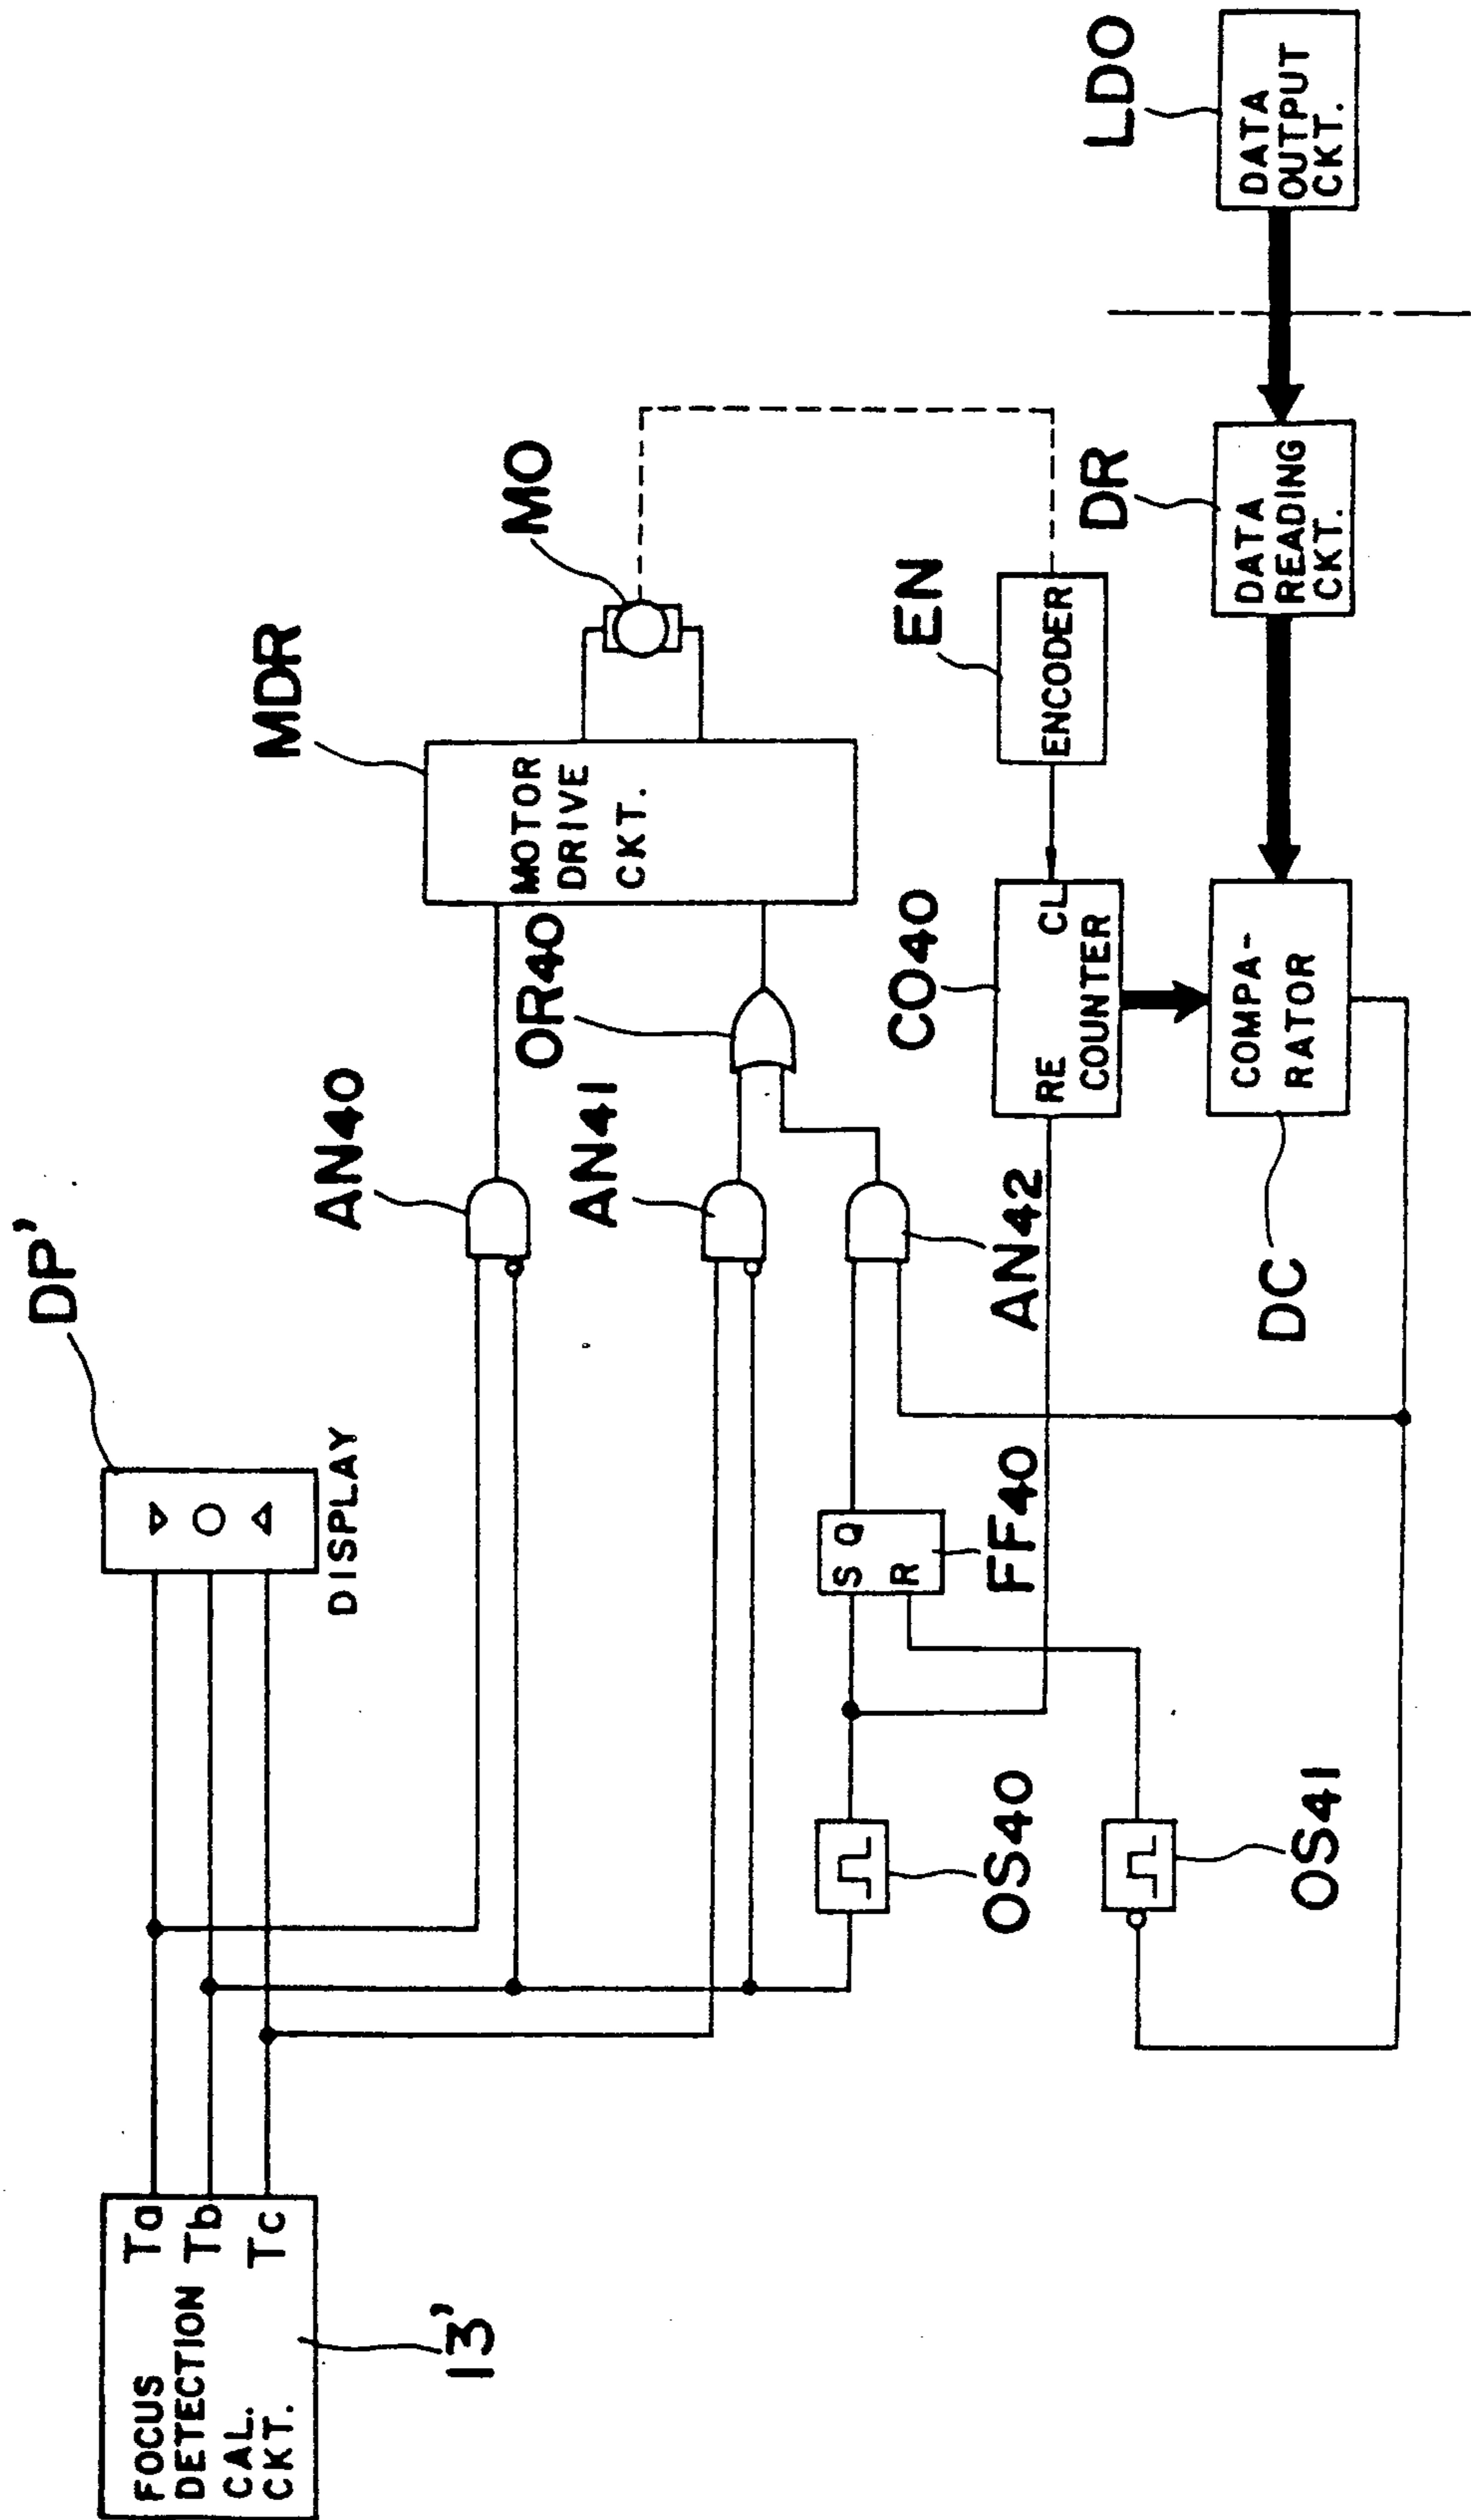 FOCUS
DETECTION
CAL.
CKT.
Ta
Tb
Tc
13'
DP'
DISPLAY
AN40
AN41
OR40
MDR
MOTOR
DRIVE
CKT.
MO
OS40
OS41
FF40
S Q
R
AN42
CO40
RE CL
COUNTER
EN
ENCODER
DC
COMPA-
RATOR
DR
DATA
READING
CKT.
LDO
DATA
OUTPUT
CKT.